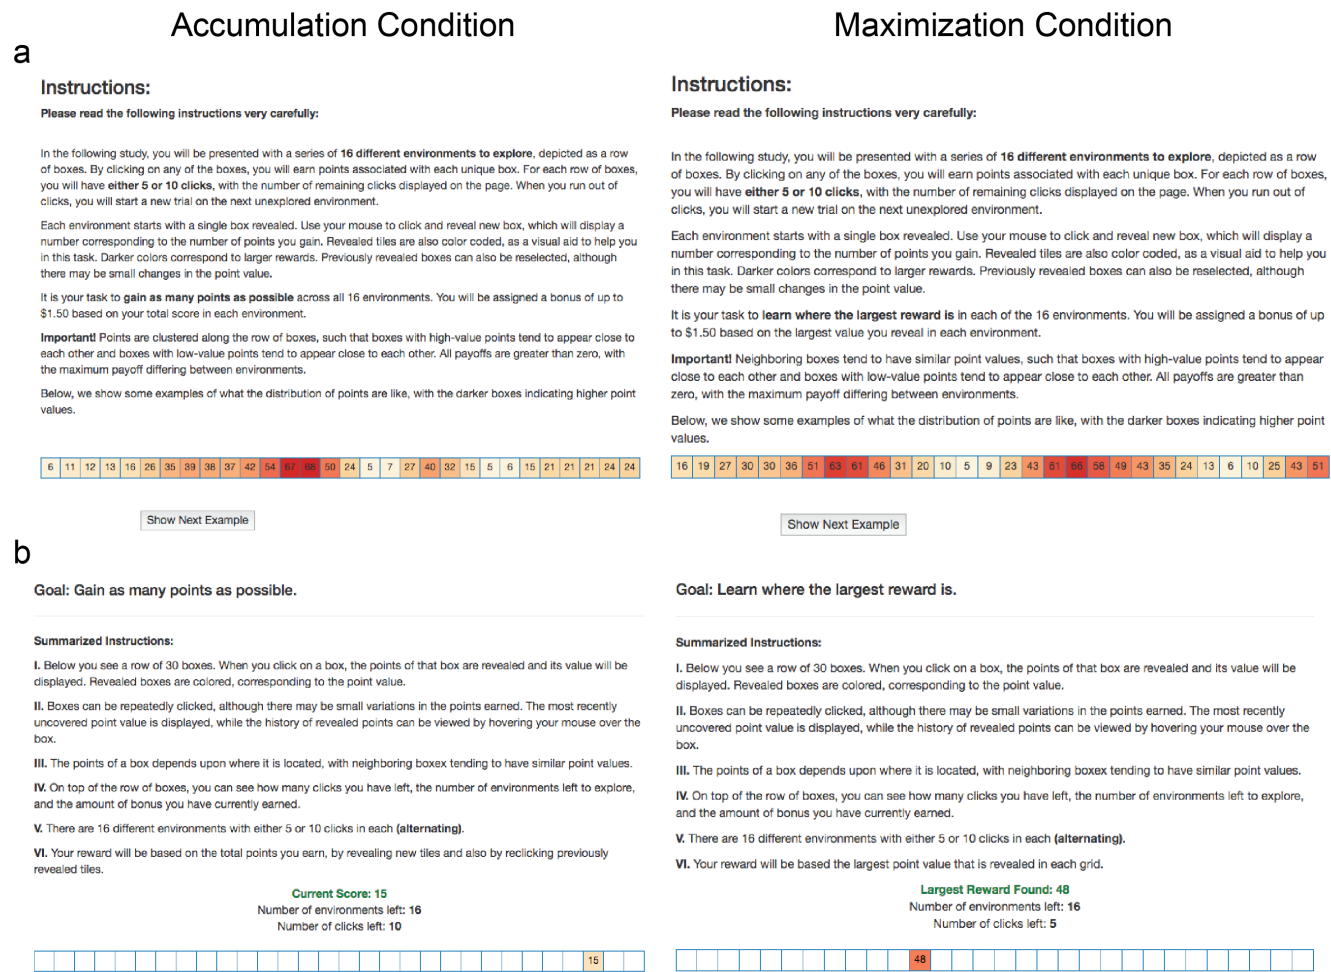 Accumulation Condition
Maximization Condition
a
Instructions:
Please read the following instructions very carefully:
In the following study, you will be presented with a series of 16 different environments to explore, depicted as a row
of boxes. By clicking on any of the boxes, you will earn points associated with each unique box. For each row of boxes,
you will have either 5 or 10 clicks, with the number of remaining clicks displayed on the page. When you run out of
clicks, you will start a new trial on the next unexplored environment.
Each environment starts with a single box revealed. Use your mouse to click and reveal new box, which will display a
number corresponding to the number of points you gain. Revealed tiles are also color coded, as a visual aid to help you
in this task. Darker colors correspond to larger rewards. Previously revealed boxes can also be reselected, although
there may be small changes in the point value.
It is your task to gain as many points as possible across all 16 environments. You will be assigned a bonus of up to
$1.50 based on your total score in each environment.
Important! Points are clustered along the row of boxes, such that boxes with high-value points tend to appear close to
each other and boxes with low-value points tend to appear close to each other. All payoffs are greater than zero, with
the maximum payoff differing between environments.
Below, we show some examples of what the distribution of points are like, with the darker boxes indicating higher point
values.
6 11 12 13 16 26 35 39 38 37 42 54 67 68 50 24 5 7 27 40 32 15 5 6 15 21 21 21 24 24
Show Next Example
Instructions:
Please read the following instructions very carefully:
In the following study, you will be presented with a series of 16 different environments to explore, depicted as a row
of boxes. By clicking on any of the boxes, you will earn points associated with each unique box. For each row of boxes,
you will have either 5 or 10 clicks, with the number of remaining clicks displayed on the page. When you run out of
clicks, you will start a new trial on the next unexplored environment.
Each environment starts with a single box revealed. Use your mouse to click and reveal new box, which will display a
number corresponding to the number of points you gain. Revealed tiles are also color coded, as a visual aid to help you
in this task. Darker colors correspond to larger rewards. Previously revealed boxes can also be reselected, although
there may be small changes in the point value.
It is your task to learn where the largest reward is in each of the 16 environments. You will be assigned a bonus of up
to $1.50 based on the largest value you reveal in each environment.
Important! Neighboring boxes tend to have similar point values, such that boxes with high-value points tend to appear
close to each other and boxes with low-value points tend to appear close to each other. All payoffs are greater than
zero, with the maximum payoff differing between environments.
Below, we show some examples of what the distribution of points are like, with the darker boxes indicating higher point
values.
16 19 27 30 30 36 51 63 61 46 31 20 10 5 9 23 43 61 66 58 49 43 35 24 13 6 10 25 43 51
Show Next Example
b
Goal: Gain as many points as possible.
Summarized Instructions:
I. Below you see a row of 30 boxes. When you click on a box, the points of that box are revealed and its value will be
displayed. Revealed boxes are colored, corresponding to the point value.
II. Boxes can be repeatedly clicked, although there may be small variations in the points earned. The most recently
uncovered point value is displayed, while the history of revealed points can be viewed by hovering your mouse over the
box.
III. The points of a box depends upon where it is located, with neighboring boxex tending to have similar point values.
IV. On top of the row of boxes, you can see how many clicks you have left, the number of environments left to explore,
and the amount of bonus you have currently earned.
V. There are 16 different environments with either 5 or 10 clicks in each (alternating).
VI. Your reward will be based on the total points you earn, by revealing new tiles and also by reclicking previously
revealed tiles.
Current Score: 15
Number of environments left: 16
Number of clicks left: 10
15
Goal: Learn where the largest reward is.
Summarized Instructions:
I. Below you see a row of 30 boxes. When you click on a box, the points of that box are revealed and its value will be
displayed. Revealed boxes are colored, corresponding to the point value.
II. Boxes can be repeatedly clicked, although there may be small variations in the points earned. The most recently
uncovered point value is displayed, while the history of revealed points can be viewed by hovering your mouse over the
box.
III. The points of a box depends upon where it is located, with neighboring boxex tending to have similar point values.
IV. On top of the row of boxes, you can see how many clicks you have left, the number of environments left to explore,
and the amount of bonus you have currently earned.
V. There are 16 different environments with either 5 or 10 clicks in each (alternating).
VI. Your reward will be based the largest point value that is revealed in each grid.
Largest Reward Found: 48
Number of environments left: 16
Number of clicks left: 5
48